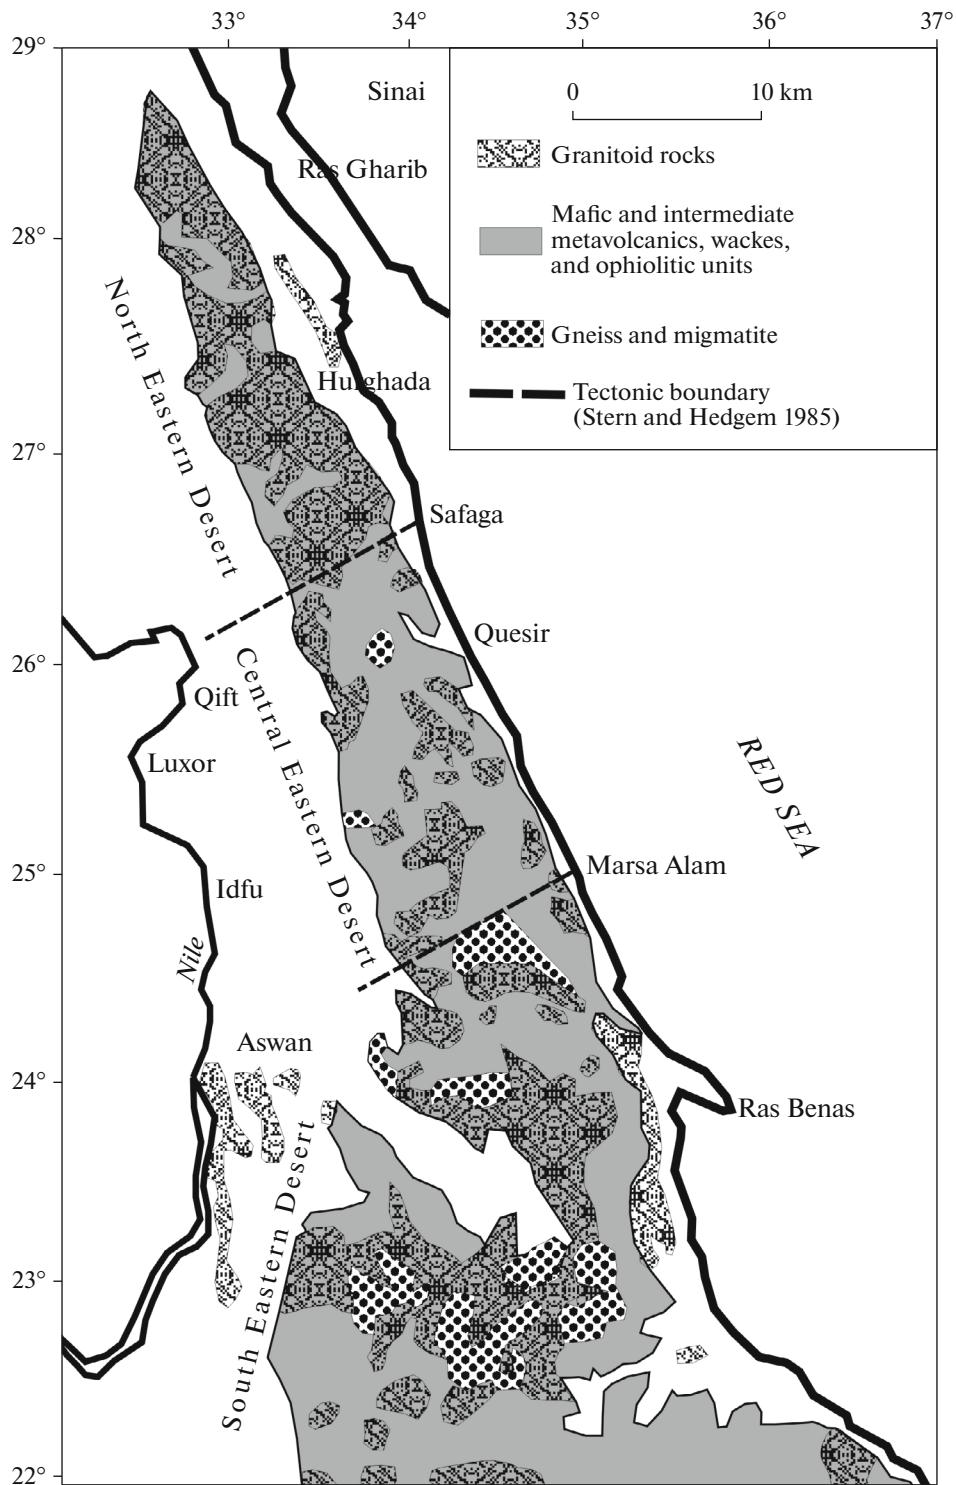 33°
34°
35°
36°
37°
29°
28°
27°
26°
25°
24°
23°
22°
0
10 km
Granitoid rocks
Mafic and intermediate
metavolcanics, wackes,
and ophiolitic units
Gneiss and migmatite
Tectonic boundary
(Stern and Hedgem 1985)
Sinai
Ras Gharib
Hurghada
North Eastern Desert
Safaga
Quesir
Central Eastern Desert
Qift
Luxor
RED SEA
Marsa Alam
Idfu
Nile
Aswan
Ras Benas
South Eastern Desert